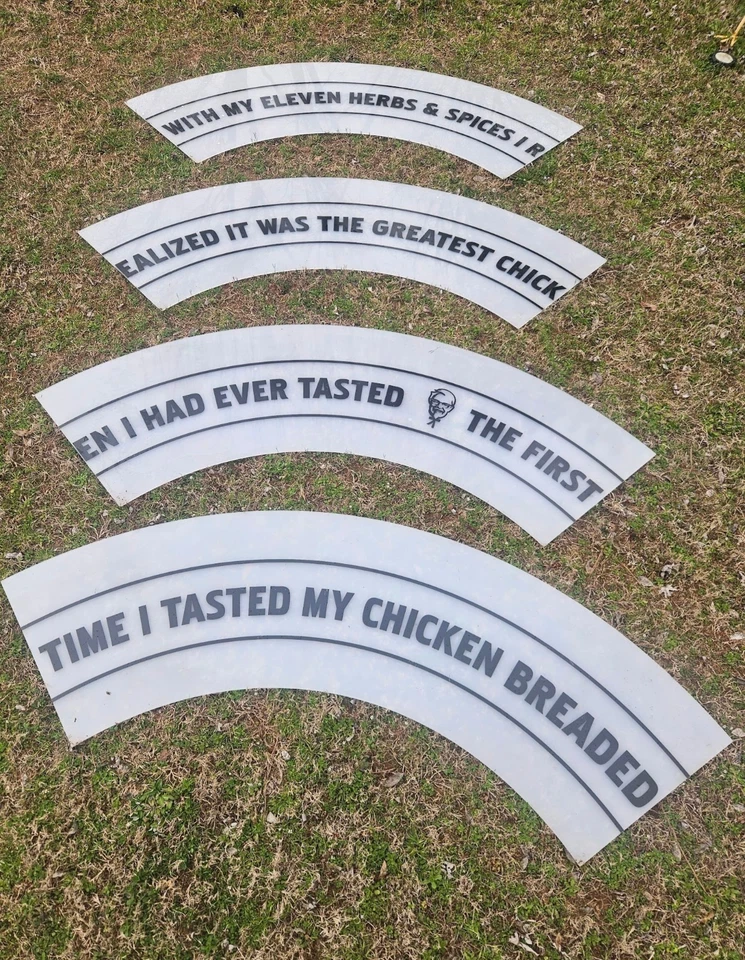 WITH MY ELEVEN HERBS & SPICES I R
EALIZED IT WAS THE GREATEST CHICK
EN I HAD EVER TASTED THE FIRST
TIME I TASTED MY CHICKEN BREADED